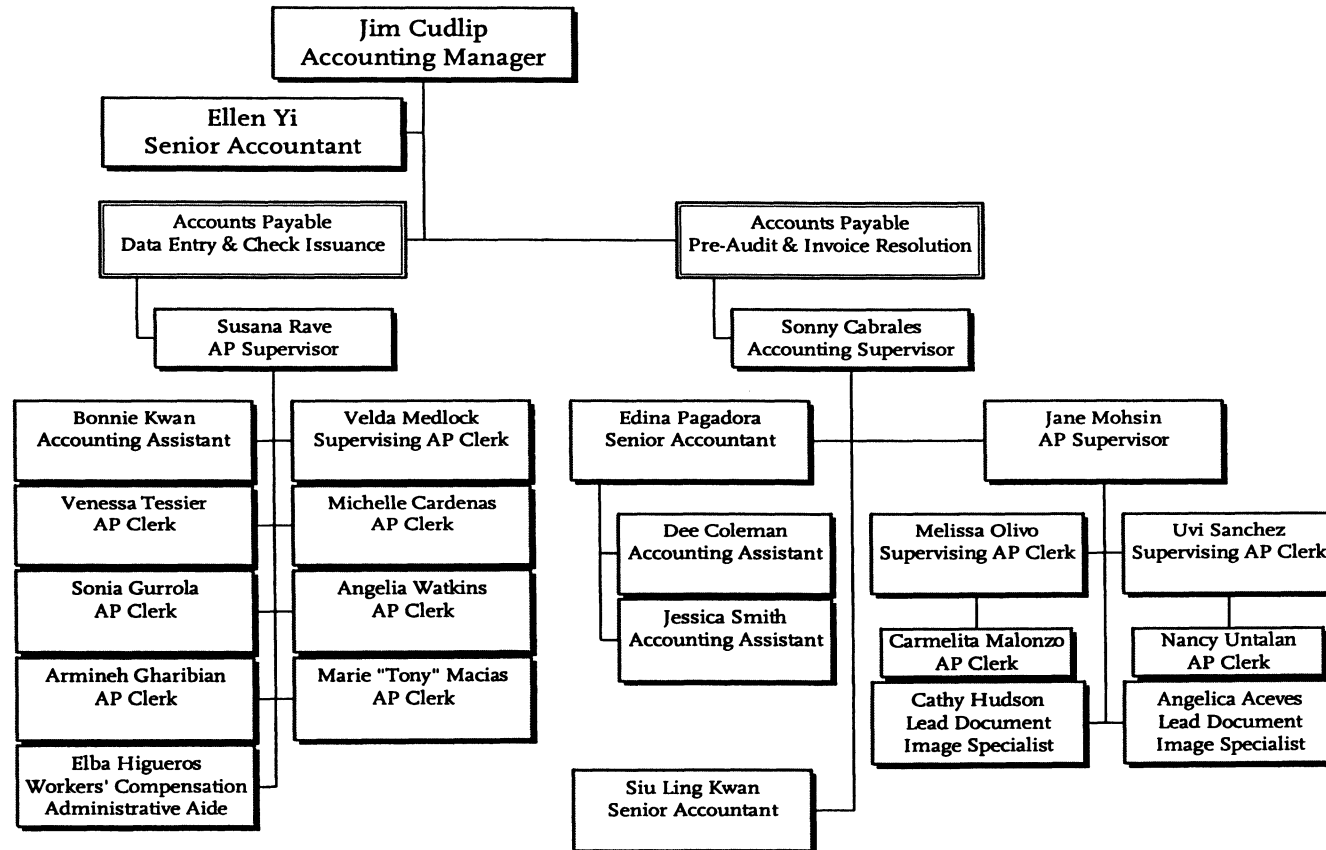 Jim Cudlip
Accounting Manager
Ellen Yi
Senior Accountant
Accounts Payable
Data Entry & Check Issuance
Accounts Payable
Pre-Audit & Invoice Resolution
Susana Rave
AP Supervisor
Sonny Cabrales
Accounting Supervisor
Bonnie Kwan
Accounting Assistant
Velda Medlock
Supervising AP Clerk
Venessa Tessier
AP Clerk
Michelle Cardenas
AP Clerk
Sonia Gurrola
AP Clerk
Angelia Watkins
AP Clerk
Armineh Gharibian
AP Clerk
Marie "Tony" Macias
AP Clerk
Elba Higueros
Workers' Compensation
Administrative Aide
Edina Pagadora
Senior Accountant
Jane Mohsin
AP Supervisor
Dee Coleman
Accounting Assistant
Jessica Smith
Accounting Assistant
Melissa Olivo
Supervising AP Clerk
Uvi Sanchez
Supervising AP Clerk
Carmelita Malonzo
AP Clerk
Nancy Untalan
AP Clerk
Cathy Hudson
Lead Document
Image Specialist
Angelica Aceves
Lead Document
Image Specialist
Siu Ling Kwan
Senior Accountant